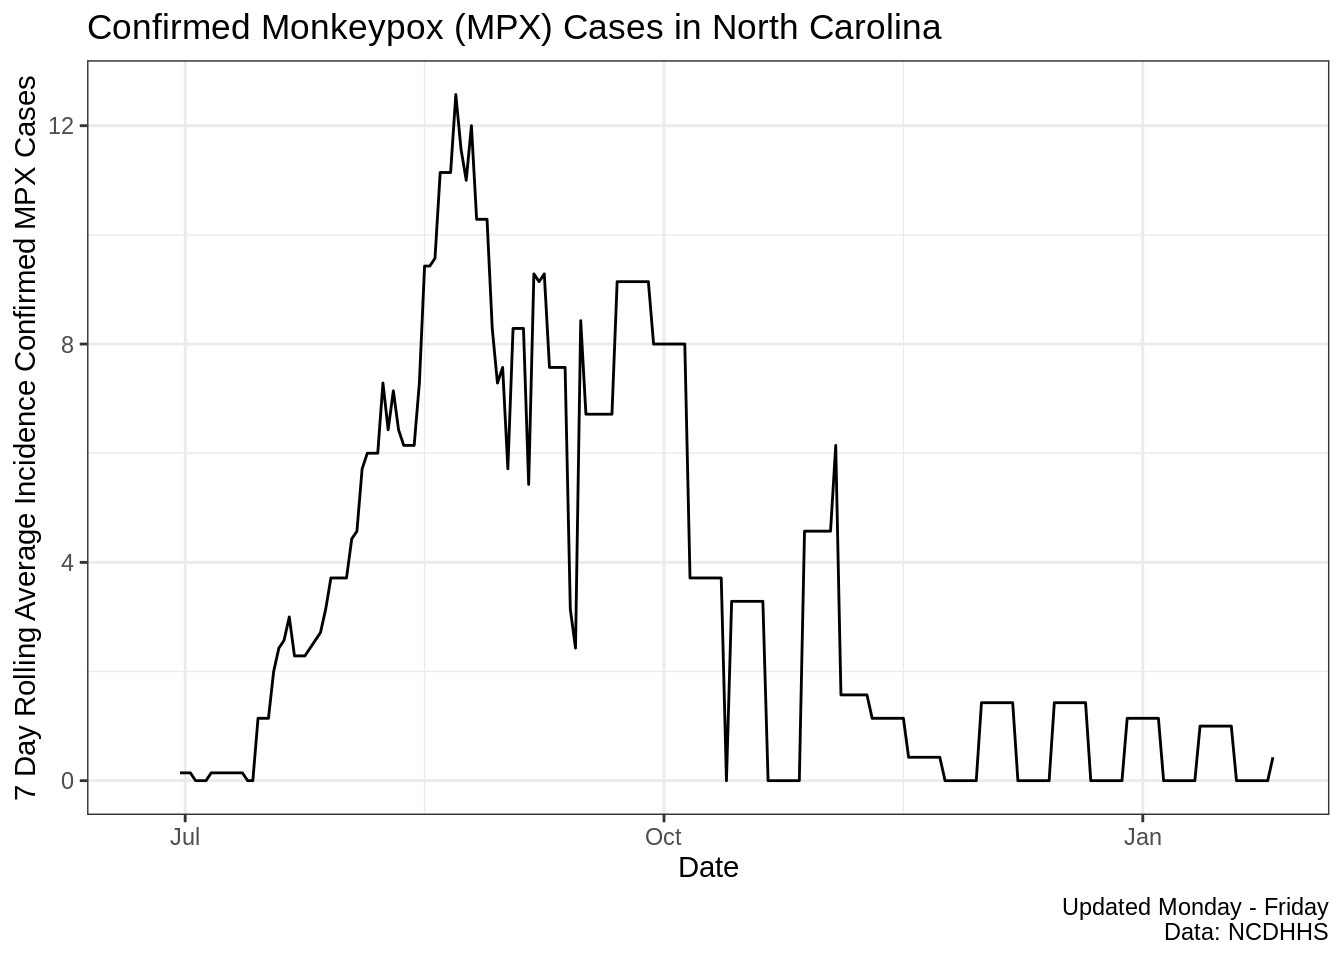 Confirmed Monkeypox (MPX) Cases in North Carolina
7 Day Rolling Average Incidence Confirmed MPX Cases
12
8
4
0
Jul
Oct
Jan
Date
Updated Monday - Friday
Data: NCDHHS